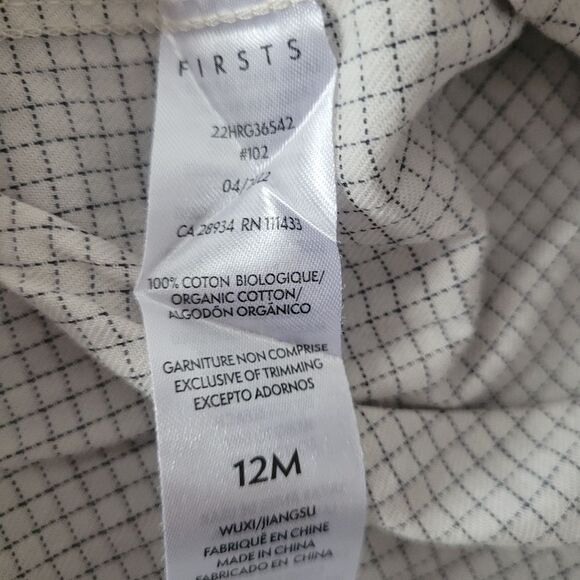 FIRSTS
22HRG36542
#102
CA 28934 RN 111433
100% COTON BIOLOGIQUE/
ORGANIC COTTON/
ALGODÓN ORGÁNICO
GARNITURE NON COMPRISE
EXCLUSIVE OF TRIMMING
EXCEPTO ADORNOS
12M
WUXI/JIANGSU
FABRIQUÉ EN CHINE
MADE IN CHINA
FABRICADO EN CHINA